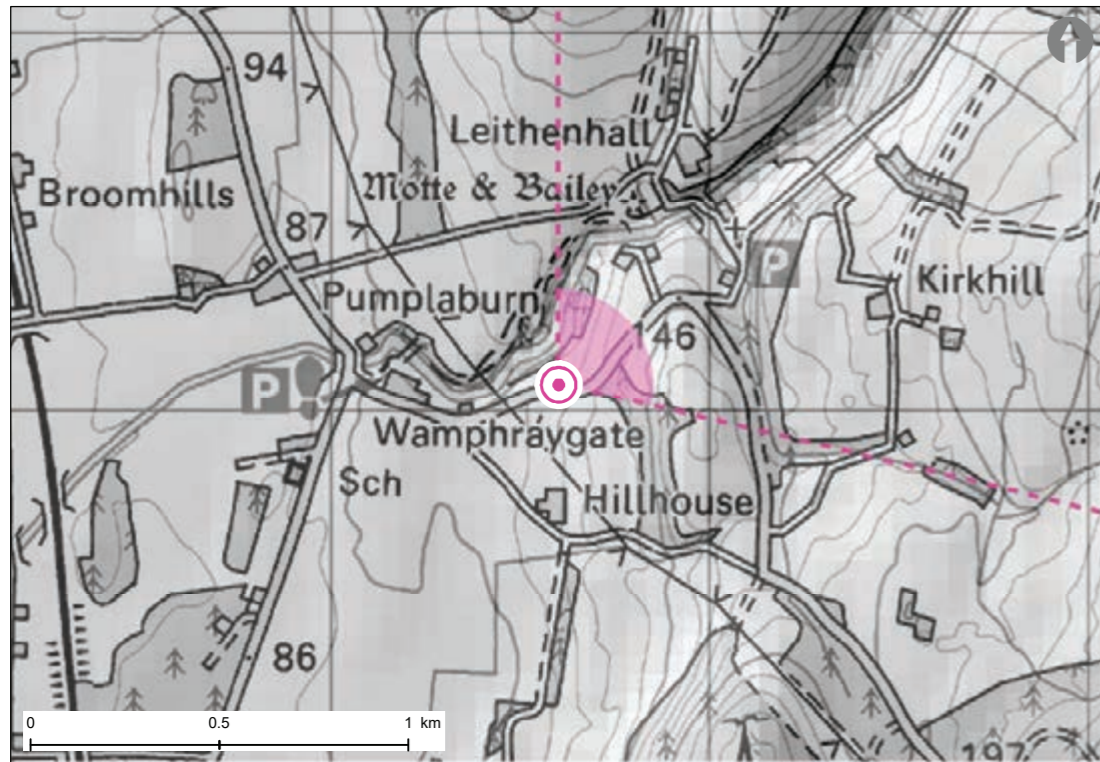 94
Leithenhall
Motte & Bailey
Broomhills
87
P
Kirkhill
Pumplaburn
146
P
Wamphraygate
Sch
Hillhouse
86
0 0.5 1 km
197